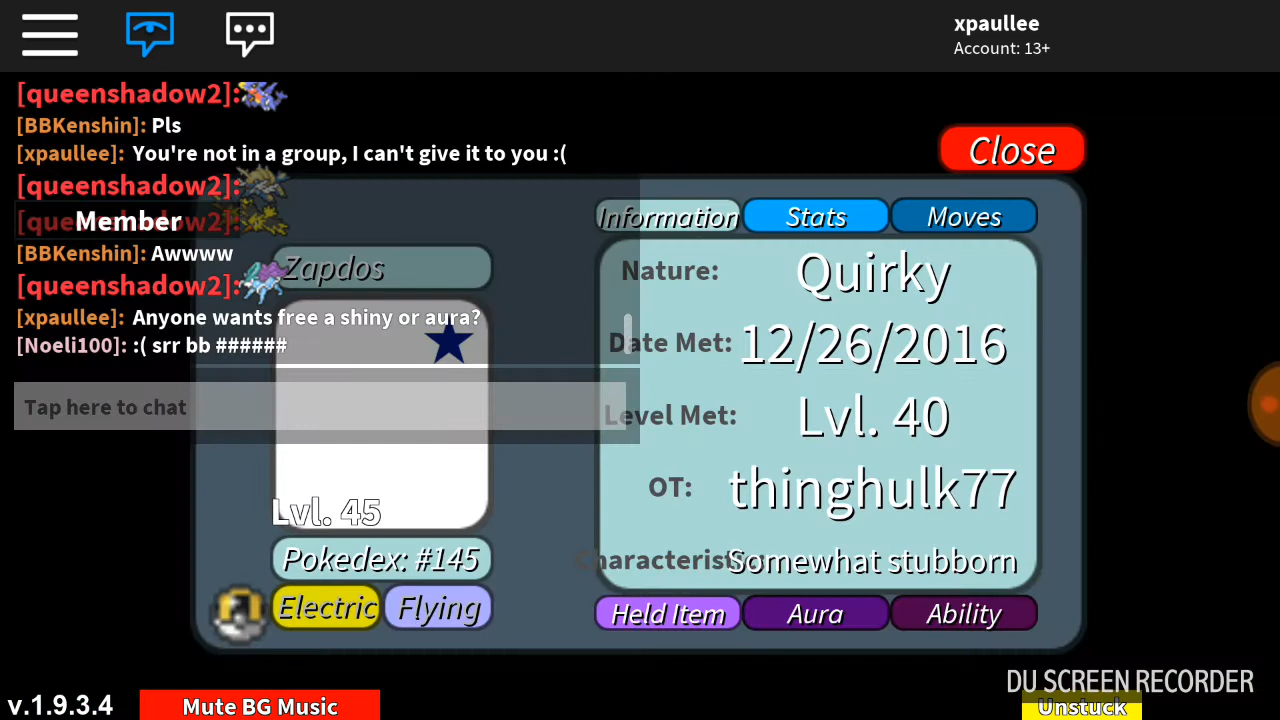 xpaullee
Account: 13+
[queenshadow2]:
[BBKenshin]: Pls
[xpaullee]: You're not in a group, I can't give it to you :(
[queenshadow2]:
[queenshadow2]:
Member
[BBKenshin]: Awwww
[queenshadow2]:
[xpaullee]: Anyone wants free a shiny or aura?
[Noeli100]: :( srr bb ######
Tap here to chat
Close
Zapdos
Lvl. 45
Pokedex: #145
Electric Flying
Information Stats Moves
Nature: Quirky
Date Met: 12/26/2016
Level Met: Lvl. 40
OT: thinghulk77
Characteristic: Somewhat stubborn
Held Item Aura Ability
DU SCREEN RECORDER
v.1.9.3.4 Mute BG Music Unstuck